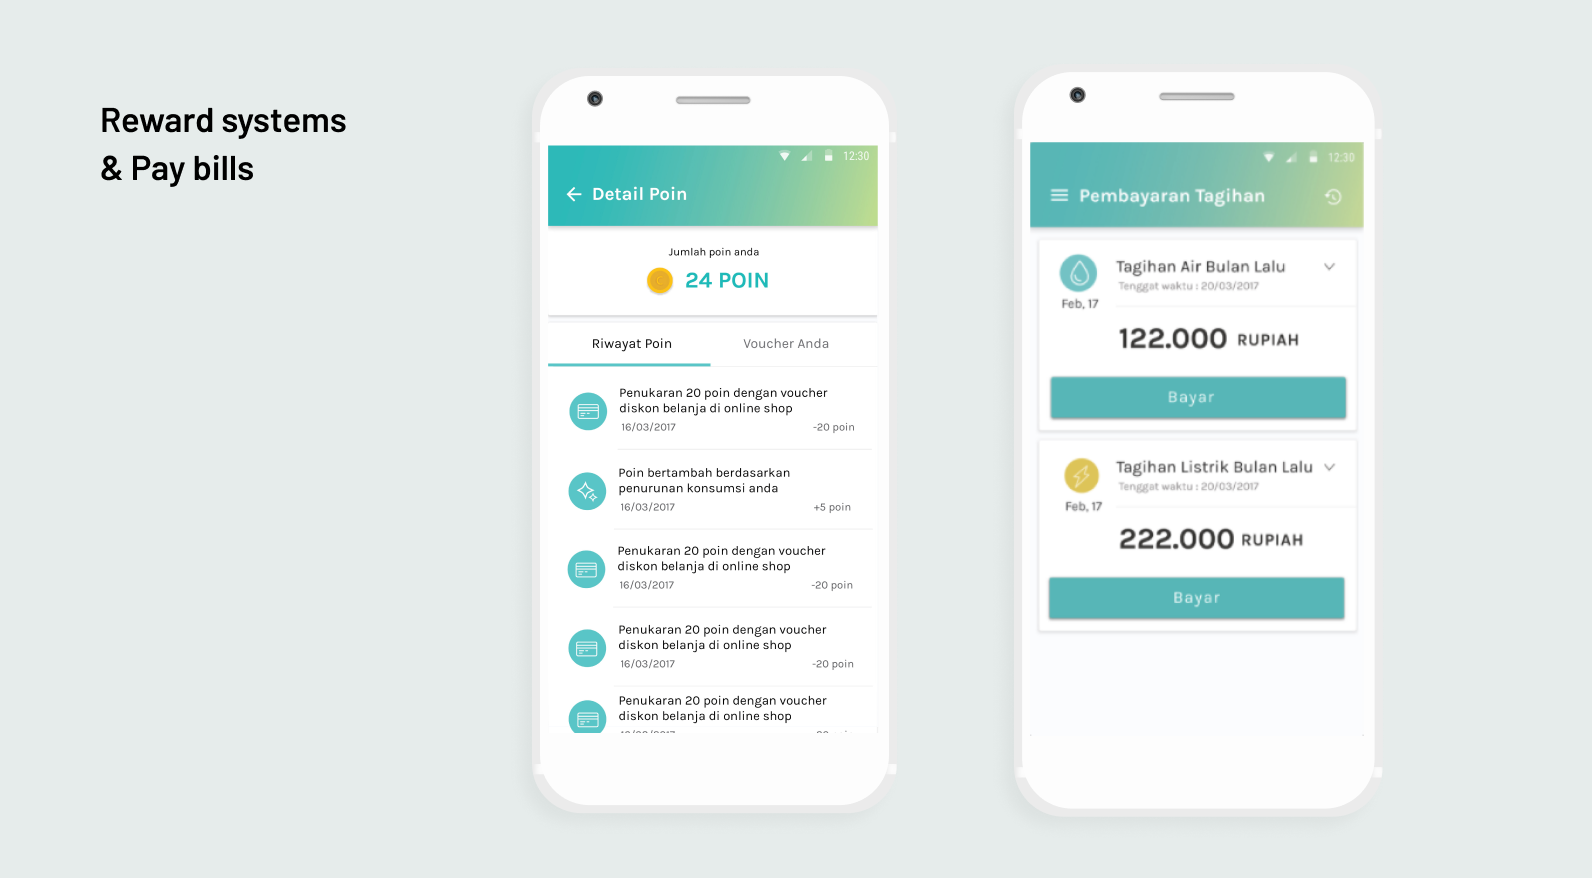 Reward systems
& Pay bills
12:30
Detail Poin
Jumlah poin anda
24 POIN
Riwayat Poin
Voucher Anda
Penukaran 20 poin dengan voucher
diskon belanja di online shop
16/03/2017
-20 poin
Poin bertambah berdasarkan
penurunan konsumsi anda
16/03/2017
+5 poin
Penukaran 20 poin dengan voucher
diskon belanja di online shop
16/03/2017
-20 poin
Penukaran 20 poin dengan voucher
diskon belanja di online shop
16/03/2017
-20 poin
Penukaran 20 poin dengan voucher
diskon belanja di online shop
12:30
Pembayaran Tagihan
Tagihan Air Bulan Lalu
Tenggat waktu : 20/03/2017
Feb, 17
122.000 RUPIAH
Bayar
Tagihan Listrik Bulan Lalu
Tenggat waktu : 20/03/2017
Feb, 17
222.000 RUPIAH
Bayar